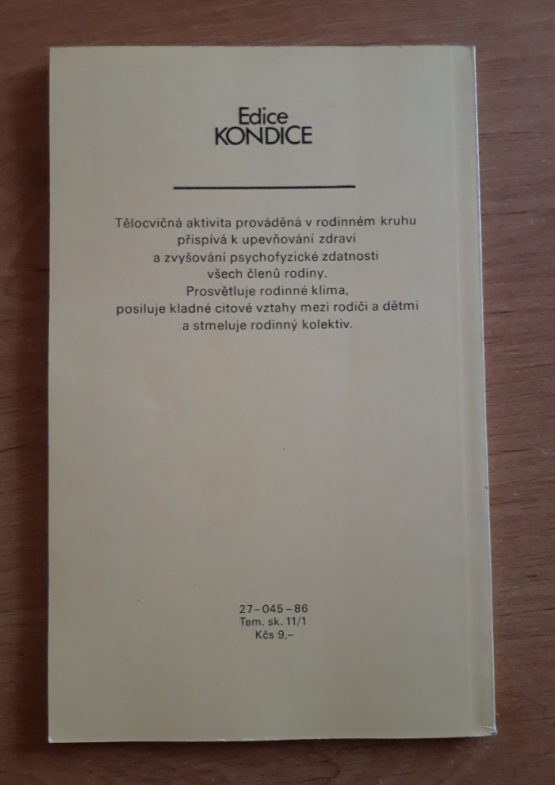 Edice
KONDICE
Tělocvičná aktivita prováděná v rodinném kruhu
přispívá k upevňování zdraví
a zvyšování psychofyzické zdatnosti
všech členů rodiny.
Prosvětluje rodinné klima,
posiluje kladné citové vztahy mezi rodiči a dětmi
a stmeluje rodinný kolektiv.
27–045–86
Tem. sk. 11/1
Kčs 9,–